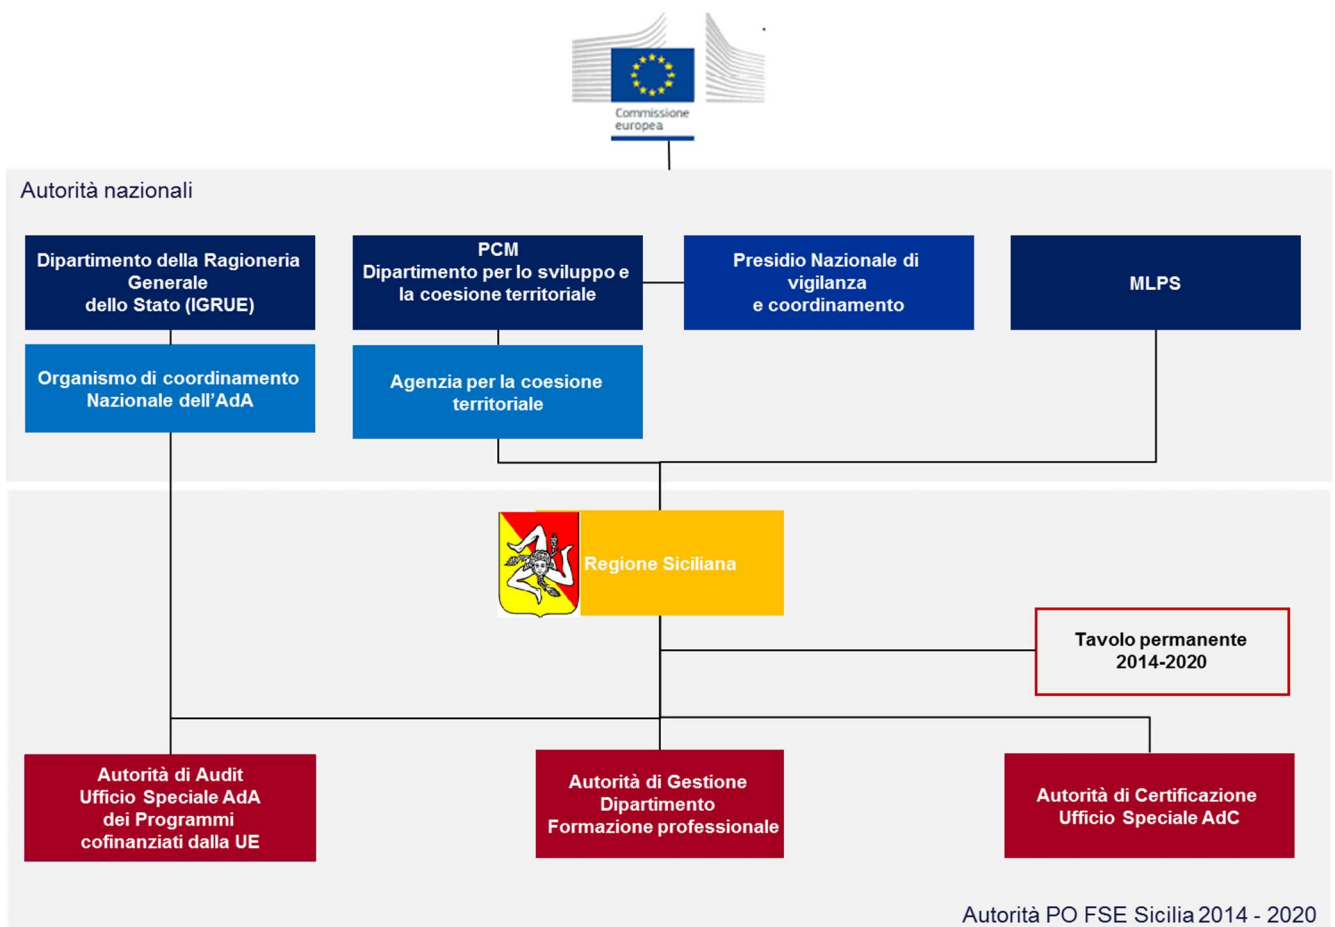 Commissione
europea
Autorità nazionali
Dipartimento della Ragioneria
Generale
dello Stato (IGRUE)
PCM
Dipartimento per lo sviluppo e
la coesione territoriale
Presidio Nazionale di
vigilanza
e coordinamento
MLPS
Organismo di coordinamento
Nazionale dell'AdA
Agenzia per la coesione
territoriale
Regione Siciliana
Tavolo permanente
2014-2020
Autorità di Audit
Ufficio Speciale AdA
dei Programmi
cofinanziati dalla UE
Autorità di Gestione
Dipartimento
Formazione professionale
Autorità di Certificazione
Ufficio Speciale AdC
Autorità PO FSE Sicilia 2014 - 2020